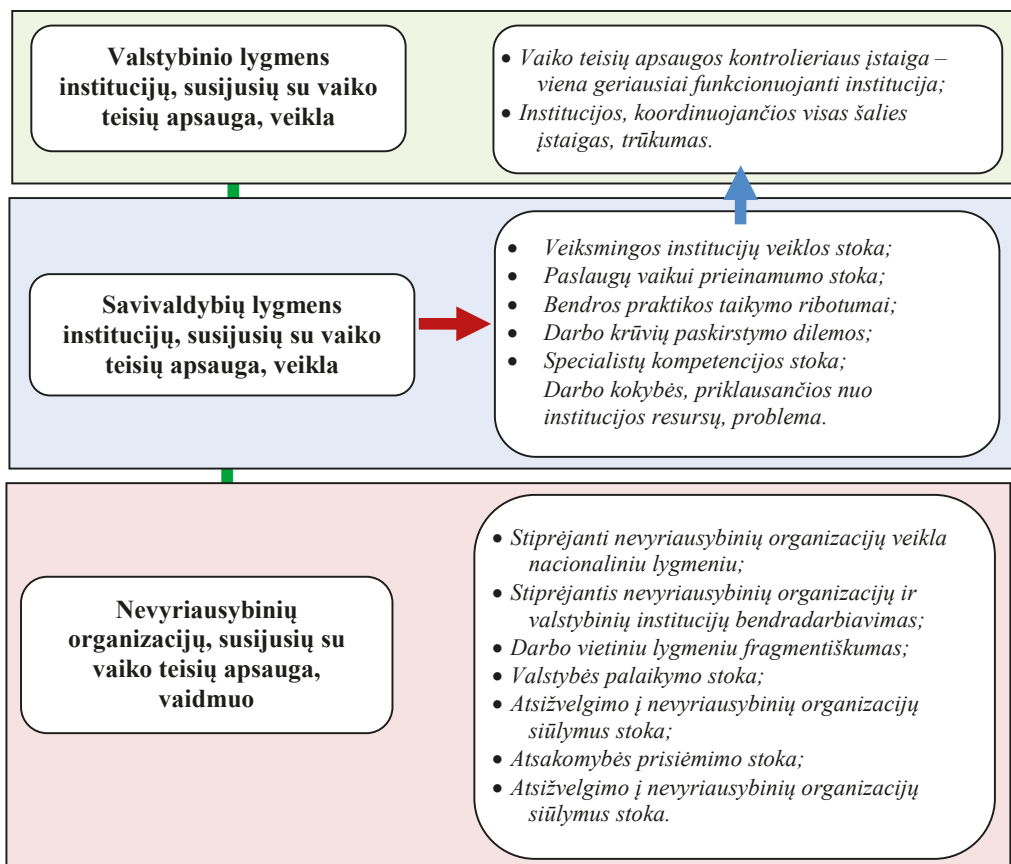 Valstybinio lygmens
institucijų, susijusių su vaiko
teisių apsauga, veikla
• Vaiko teisių apsaugos kontrolieriaus įstaiga –
viena geriausiai funkcionuojanti institucija;
• Institucijos, koordinuojančios visas šalies
įstaigas, trūkumas.
Savivaldybių lygmens
institucijų, susijusių su vaiko
teisių apsauga, veikla
• Veiksmingos institucijų veiklos stoka;
• Paslaugų vaikui prieinamumo stoka;
• Bendros praktikos taikymo ribotumai;
• Darbo krūvių paskirstymo dilemos;
• Specialistų kompetencijos stoka;
Darbo kokybės, priklausančios nuo
institucijos resursų, problema.
Nevyriausybinių
organizacijų, susijusių su
vaiko teisių apsauga,
vaidmuo
• Stiprėjanti nevyriausybinių organizacijų veikla
nacionaliniu lygmeniu;
• Stiprėjantis nevyriausybinių organizacijų ir
valstybinių institucijų bendradarbiavimas;
• Darbo vietiniu lygmeniu fragmentiškumas;
• Valstybės palaikymo stoka;
• Atsižvelgimo į nevyriausybinių organizacijų
siūlymus stoka;
• Atsakomybės prisiėmimo stoka;
• Atsižvelgimo į nevyriausybinių organizacijų
siūlymus stoka.